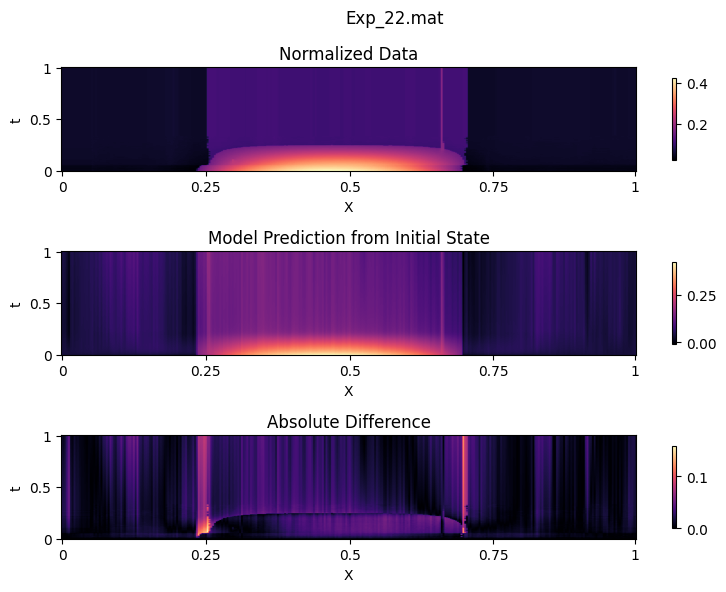 Exp_22.mat
Normalized Data
1
0.5
0
t
0 0.25 0.5 0.75 1
X
0.4
0.2
Model Prediction from Initial State
1
0.5
0
t
0 0.25 0.5 0.75 1
X
0.25
0.00
Absolute Difference
1
0.5
0
t
0 0.25 0.5 0.75 1
X
0.1
0.0